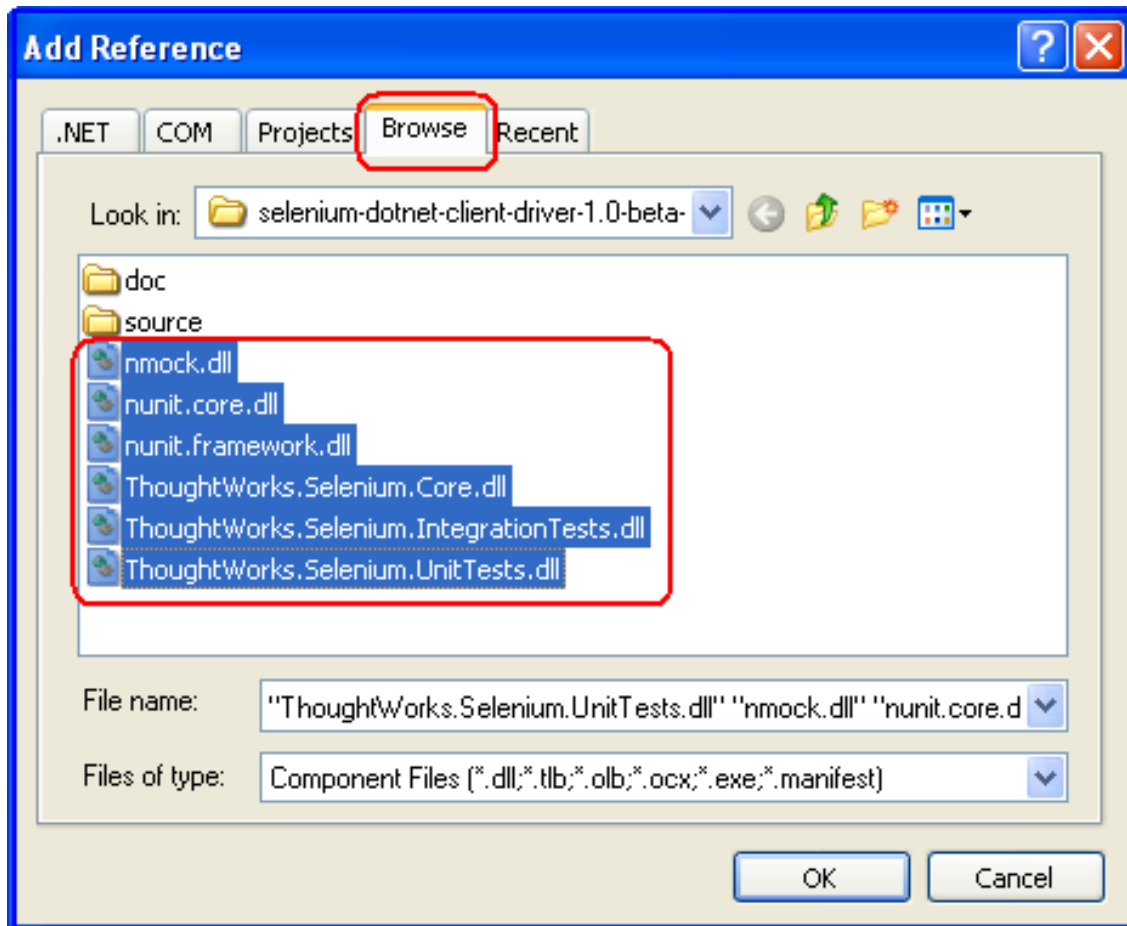 Add Reference
.NET COM Projects Browse Recent
Look in: selenium-dotnet-client-driver-1.0-beta-
doc
source
nmock.dll
nunit.core.dll
nunit.framework.dll
ThoughtWorks.Selenium.Core.dll
ThoughtWorks.Selenium.IntegrationTests.dll
ThoughtWorks.Selenium.UnitTests.dll
File name: "ThoughtWorks.Selenium.UnitTests.dll" "nmock.dll" "nunit.core.d
Files of type: Component Files (*.dll;*.tlb;*.olb;*.ocx;*.exe;*.manifest)
OK Cancel